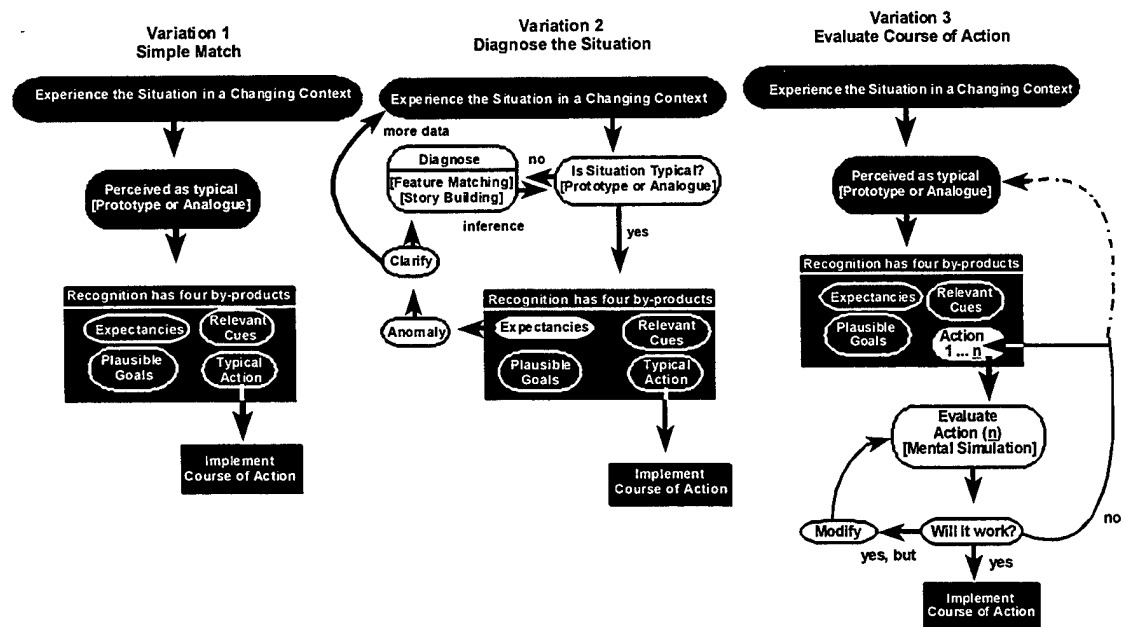 Variation 1
Simple Match
Experience the Situation in a Changing Context
Perceived as typical
[Prototype or Analogue]
Recognition has four by-products
Expectancies
Relevant
Cues
Plausible
Goals
Typical
Action
Implement
Course of Action
Variation 2
Diagnose the Situation
Experience the Situation in a Changing Context
more data
Diagnose
[Feature Matching]
[Story Building]
no
Is Situation Typical?
[Prototype or Analogue]
inference
yes
Clarify
Anomaly
Recognition has four by-products
Expectancies
Relevant
Cues
Plausible
Goals
Typical
Action
Implement
Course of Action
Variation 3
Evaluate Course of Action
Experience the Situation in a Changing Context
Perceived as typical
[Prototype or Analogue]
Recognition has four by-products
Expectancies
Relevant
Cues
Plausible
Goals
Action
1 ... n
Evaluate
Action (n)
[Mental Simulation]
Modify
Will it work?
no
yes, but
yes
Implement
Course of Action